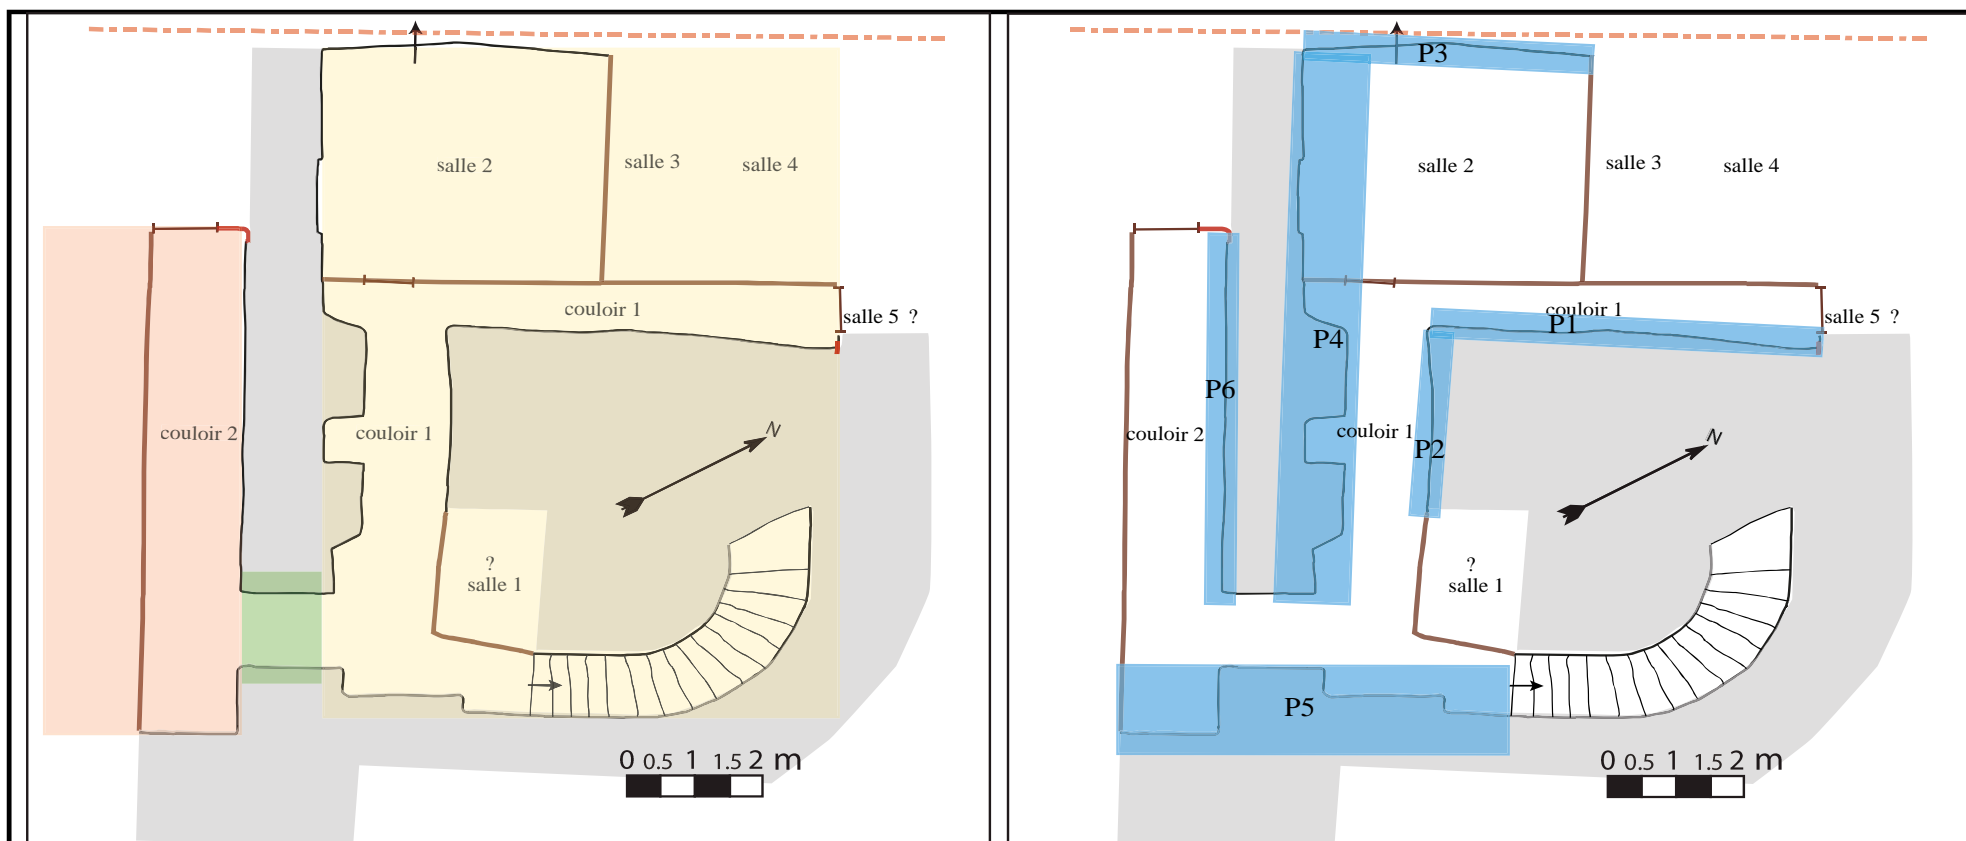 salle 2
salle 3
salle 4
couloir 1
salle 5 ?
couloir 2
couloir 1
N
?
salle 1
0 0.5 1 1.5 2 m
P3
salle 2
salle 3
salle 4
couloir 1
P1
salle 5 ?
P4
P6
couloir 2
couloir 1
P2
N
?
salle 1
P5
0 0.5 1 1.5 2 m